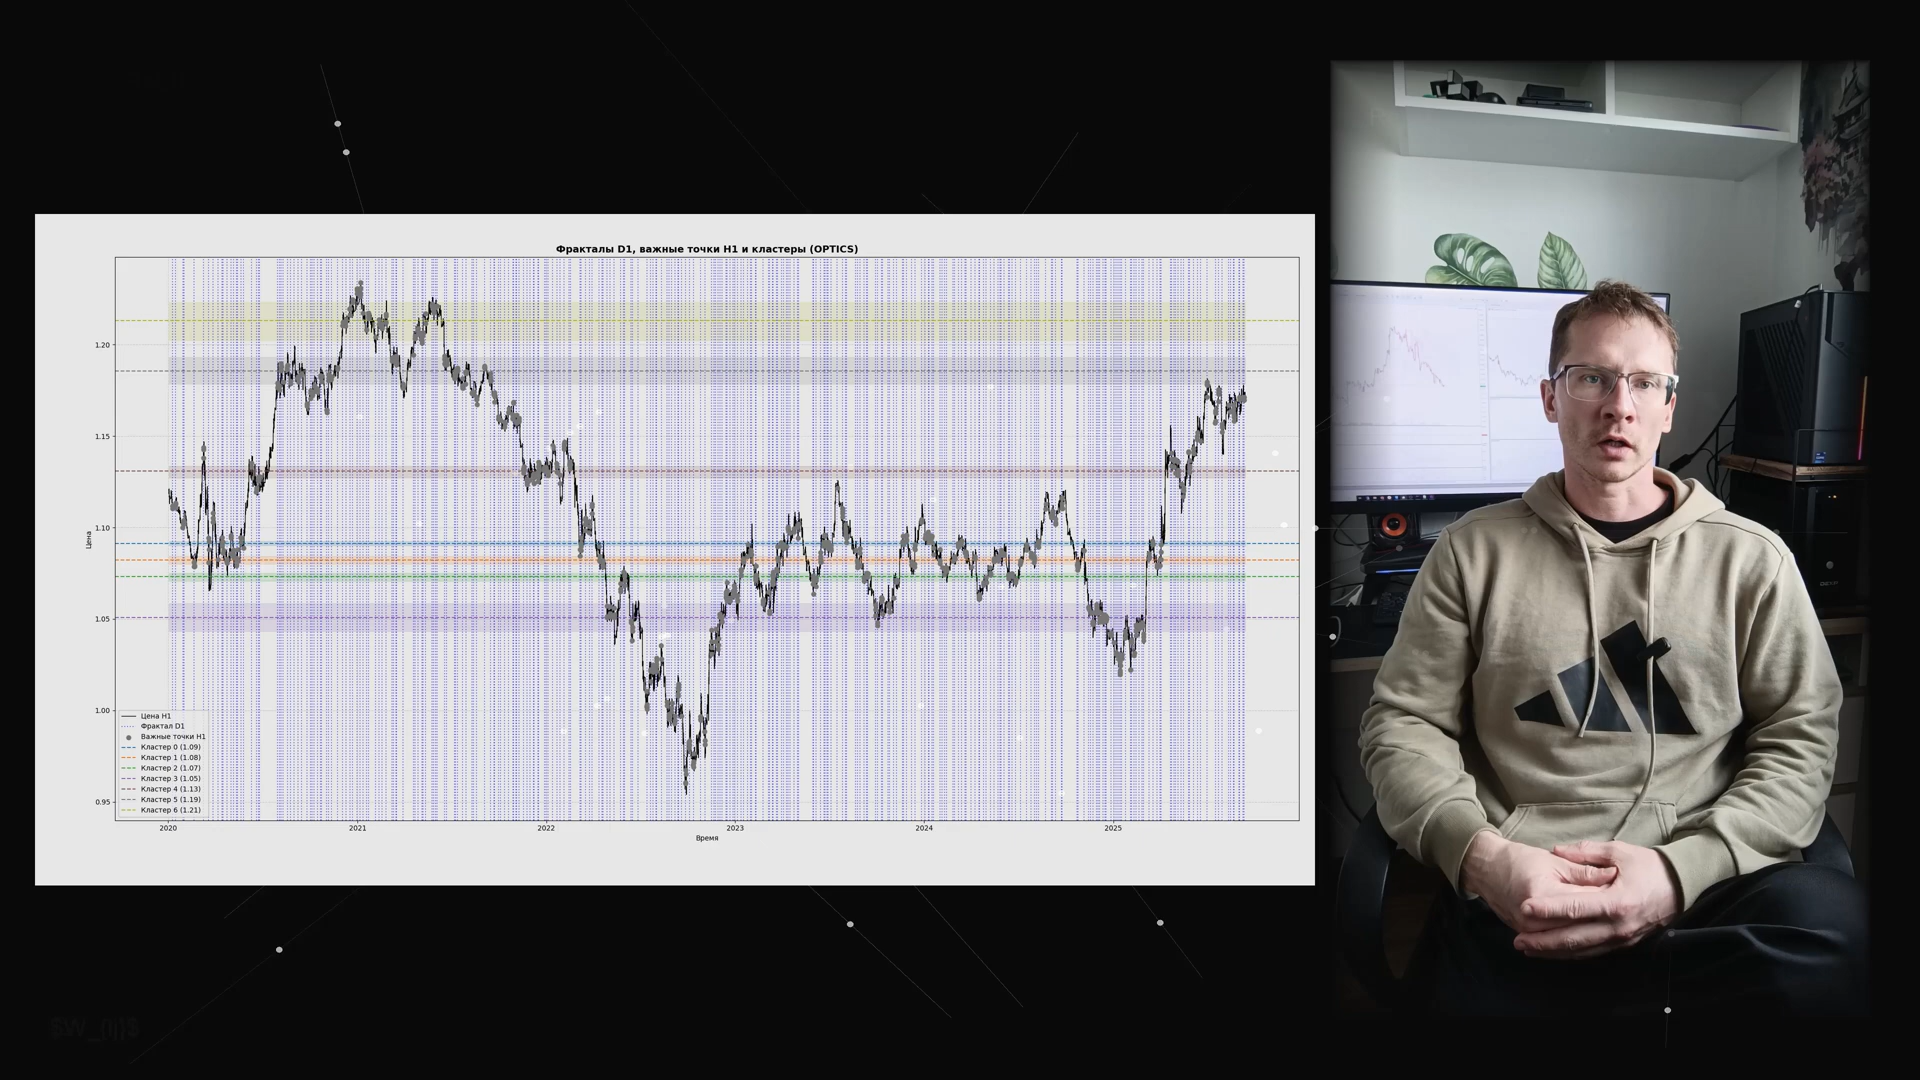 Фракталы D1, важные точки H1 и кластеры (OPTICS)
1.20
1.15
1.10
1.05
1.00
0.95
Цена
Цена H1
Фрактал D1
Важные точки H1
Кластер 0 (1.09)
Кластер 1 (1.08)
Кластер 2 (1.07)
Кластер 3 (1.05)
Кластер 4 (1.13)
Кластер 5 (1.19)
Кластер 6 (1.21)
2020
2021
2022
2023
2024
2025
Время